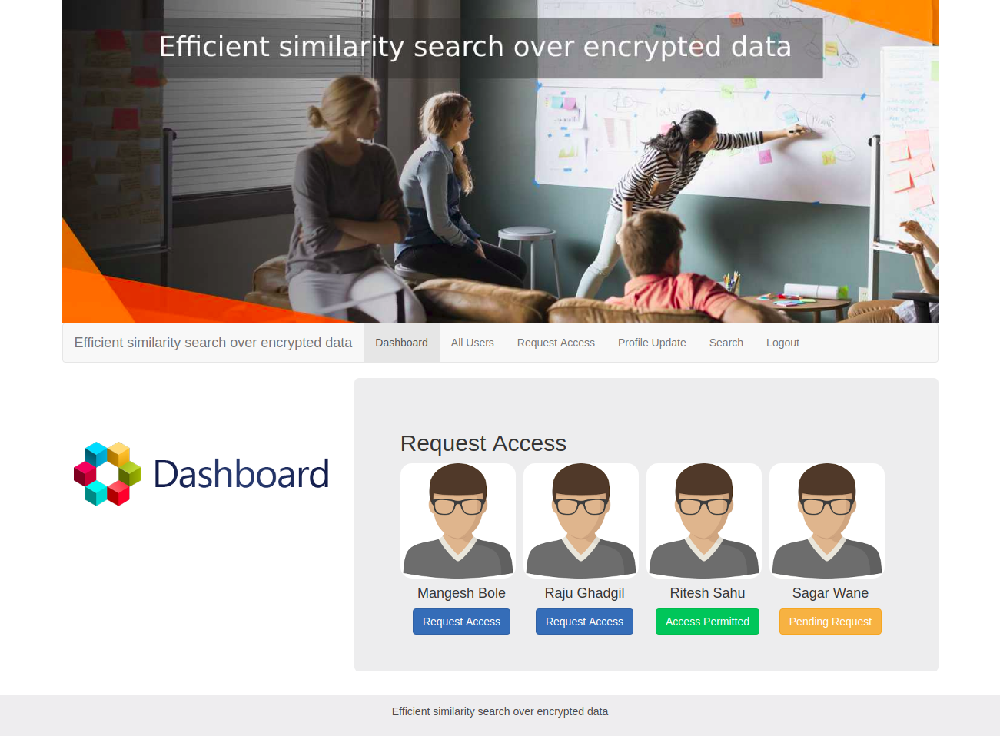 Efficient similarity search over encrypted data
Efficient similarity search over encrypted data Dashboard All Users Request Access Profile Update Search Logout
Dashboard
Request Access
Mangesh Bole Raju Ghadgil Ritesh Sahu Sagar Wane
Request Access Request Access Access Permitted Pending Request
Efficient similarity search over encrypted data